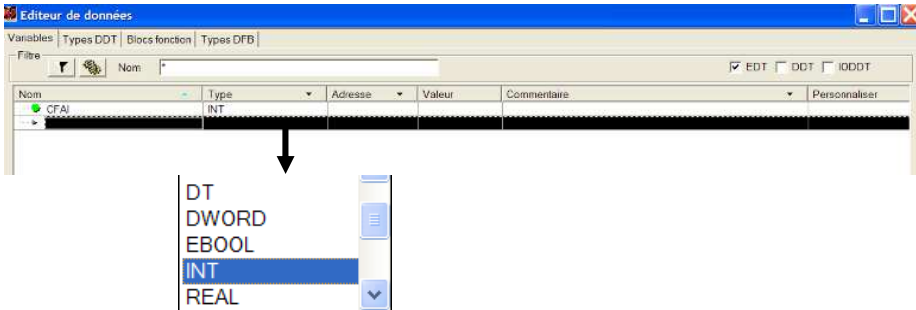 Editeur de données
Variables Types DDT Blocs fonction Types DFB
Filtre
Nom *
EDT DDT IODDT
Nom Type Adresse Valeur Commentaire Personnaliser
CFAI INT
DT
DWORD
EBOOL
INT
REAL